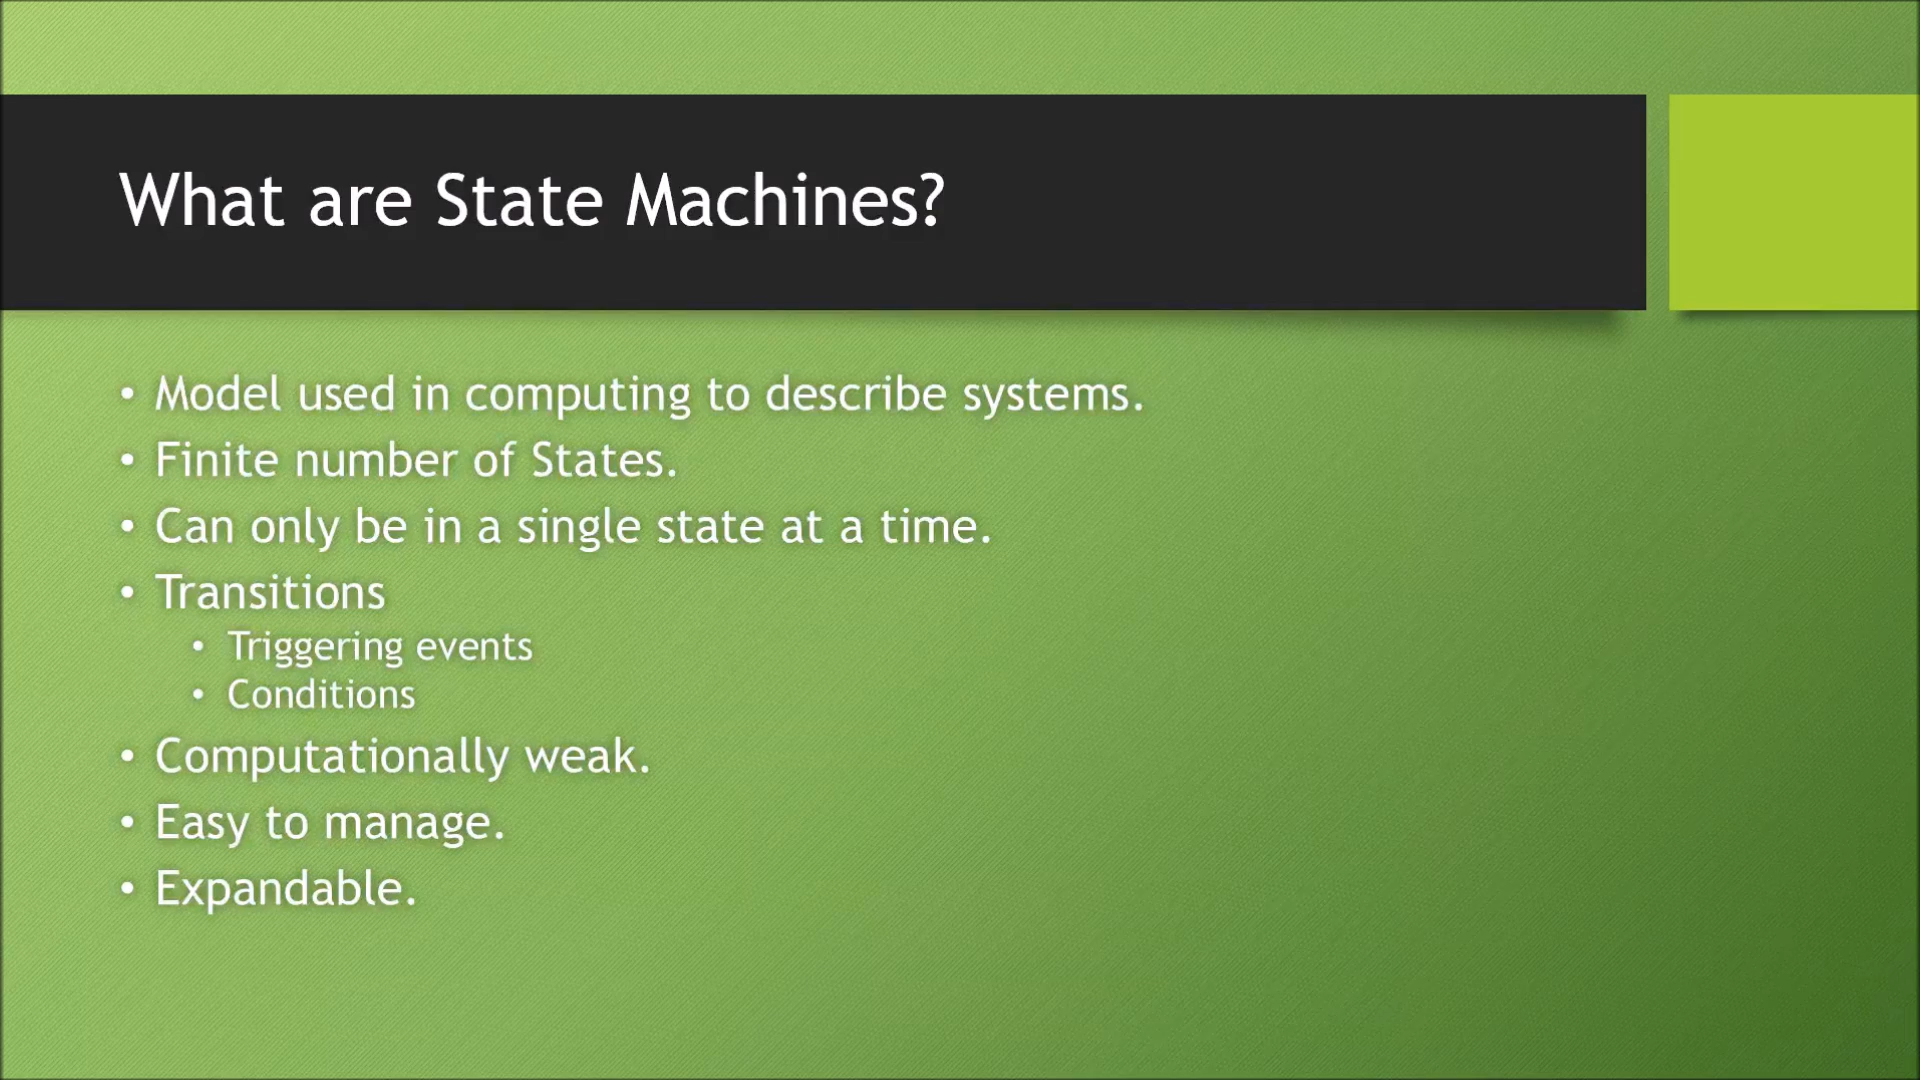 What are State Machines?
• Model used in computing to describe systems.
• Finite number of States.
• Can only be in a single state at a time.
• Transitions
• Triggering events
• Conditions
• Computationally weak.
• Easy to manage.
• Expandable.